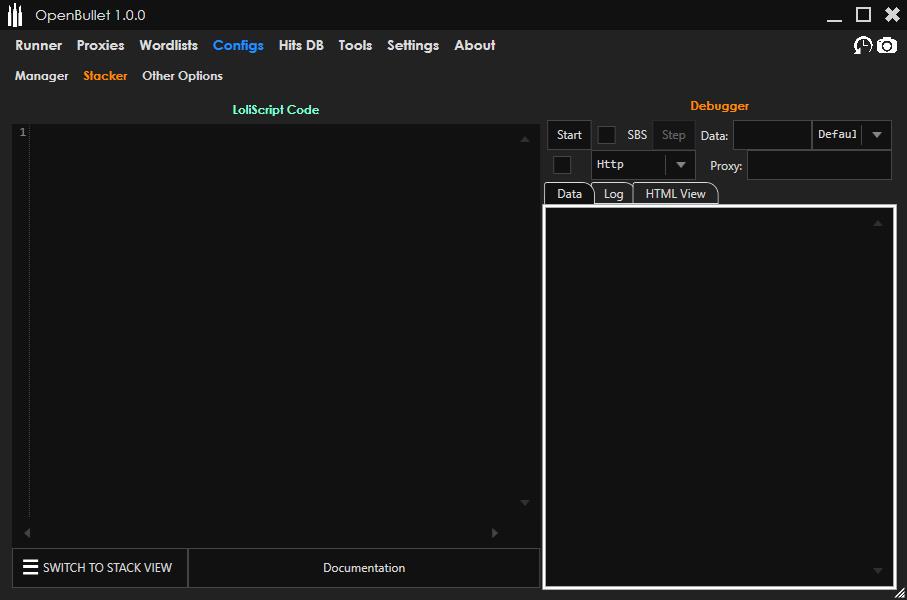 OpenBullet 1.0.0
Runner Proxies Wordlists Configs Hits DB Tools Settings About
Manager Stacker Other Options
LoliScript Code
Debugger
1
Start SBS Step Data: Defaul
Http Proxy:
Data Log HTML View
SWITCH TO STACK VIEW Documentation